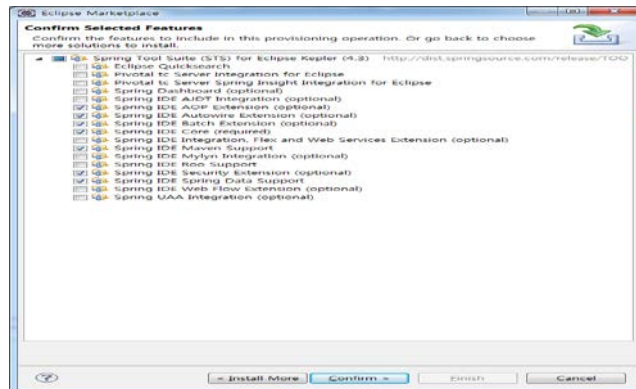 Eclipse Marketplace
Confirm Selected Features
Confirm the features to include in this provisioning operation. Or go back to choose
more solutions to install.
Spring Tool Suite (STS) for Eclipse Kepler (4.3) http://dist.springsource.com/release/TOO
Eclipse Quicksearch
Pivotal tc Server Integration for Eclipse
Pivotal tc Server Spring Insight Integration for Eclipse
Spring Dashboard (optional)
Spring IDE AJDT Integration (optional)
Spring IDE AOP Extension (optional)
Spring IDE Autowire Extension (optional)
Spring IDE Batch Extension (optional)
Spring IDE Core (required)
Spring IDE Integration, Flex and Web Services Extension (optional)
Spring IDE Maven Support
Spring IDE Mylyn Integration (optional)
Spring IDE Roo Support
Spring IDE Security Extension (optional)
Spring IDE Spring Data Support
Spring IDE Web Flow Extension (optional)
Spring UAA Integration (optional)
? < Install More Confirm > Finish Cancel